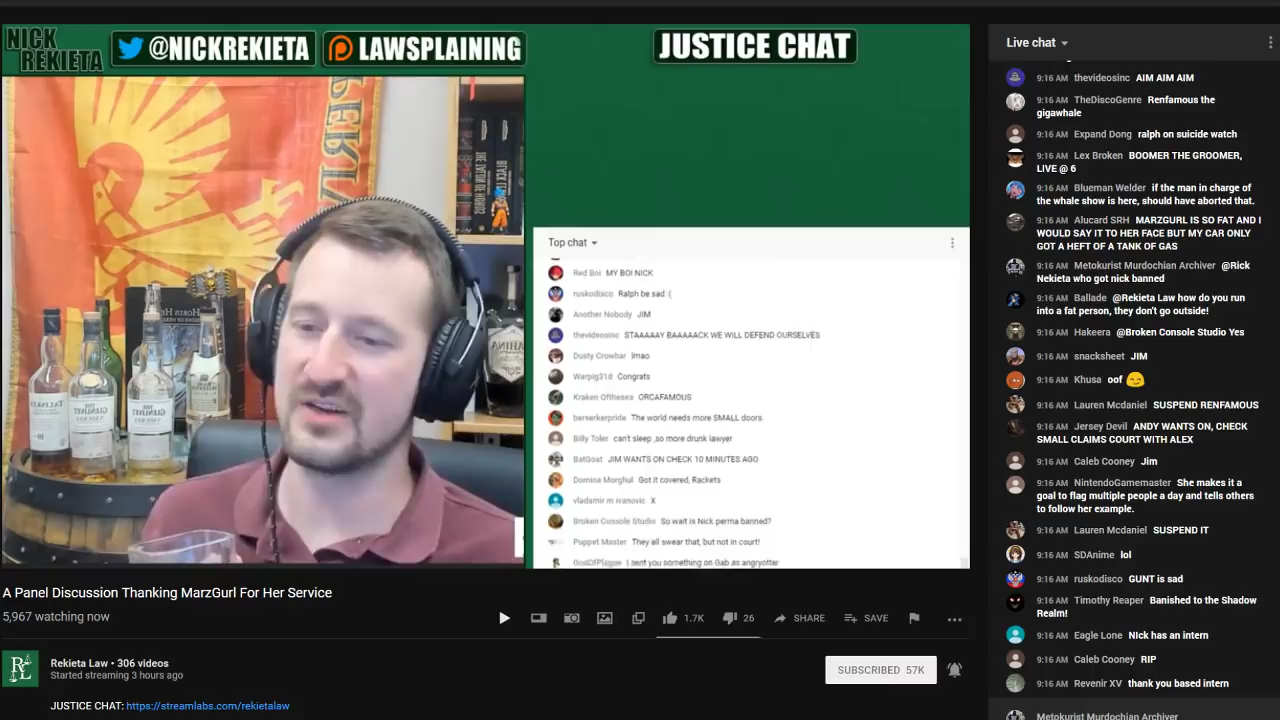 NICK
REKIETA
@NICKREKIETA
LAWSPLAINING
JUSTICE CHAT
Top chat
Red Boi MY BOI NICK
ruskodisco Ralph be sad :(
Another Nobody JIM
thevideosinc STAAAAAY BAAAAACK WE WILL DEFEND OURSELVES
Dusty Crowbar lmao
Warpig31d Congrats
Kraken Ofthesea ORCAFAMOUS
berserkerpride The world needs more SMALL doors.
Billy Toler can't sleep ,so more drunk lawyer
BatGoat JIM WANTS ON CHECK 10 MINUTES AGO
Domina Morghul Got it covered, Rackets
vladamir m ivanovic X
Broken Console Studio So wait is Nick perma banned?
Puppet Master They all swear that, but not in court!
GodOfPlague I sent you something on Gab as angryotter
A Panel Discussion Thanking MarzGurl For Her Service
5,967 watching now
1.7K
26
SHARE
SAVE
Rekieta Law • 306 videos
Started streaming 3 hours ago
SUBSCRIBED 57K
JUSTICE CHAT: https://streamlabs.com/rekietalaw
Live chat
9:16 AM thevideosinc AIM AIM AIM
9:16 AM TheDiscoGenre Renfamous the
gigawhale
9:16 AM Expand Dong ralph on suicide watch
9:16 AM Lex Broken BOOMER THE GROOMER,
LIVE @ 6
9:16 AM Blueman Welder if the man in charge of
the whale show is here, should have aborted that.
9:16 AM Alucard SRH MARZGURL IS SO FAT AND I
WOULD SAY IT TO HER FACE BUT MY CAR ONLY
GOT A HEFT OF A TANK OF GAS
9:16 AM Metokurist Murdochian Archiver @Rick
Nekieta who got nick banned
9:16 AM Ballade @Rekieta Law how do you run
into a fat person, they don't go outside!
9:16 AM Hakera @Broken Console Studio Yes
9:16 AM snacksheet JIM
9:16 AM Khusa oof 😊
9:16 AM Lauren Mcdaniel SUSPEND RENFAMOUS
9:16 AM Jersey Devil ANDY WANTS ON, CHECK
SMALL CLAIMS COURT WITH ALEX
9:16 AM Caleb Cooney Jim
9:16 AM NintendoGamemaster She makes it a
goal to hug multiple people a day and tells others
to follow her example.
9:16 AM Lauren Mcdaniel SUSPEND IT
9:16 AM SDAnime lol
9:16 AM ruskodisco GUNT is sad
9:16 AM Timothy Reaper Banished to the Shadow
Realm!
9:16 AM Eagle Lone Nick has an intern
9:16 AM Caleb Cooney RIP
9:16 AM Revenir XV thank you based intern
Metokurist Murdochian Archiver